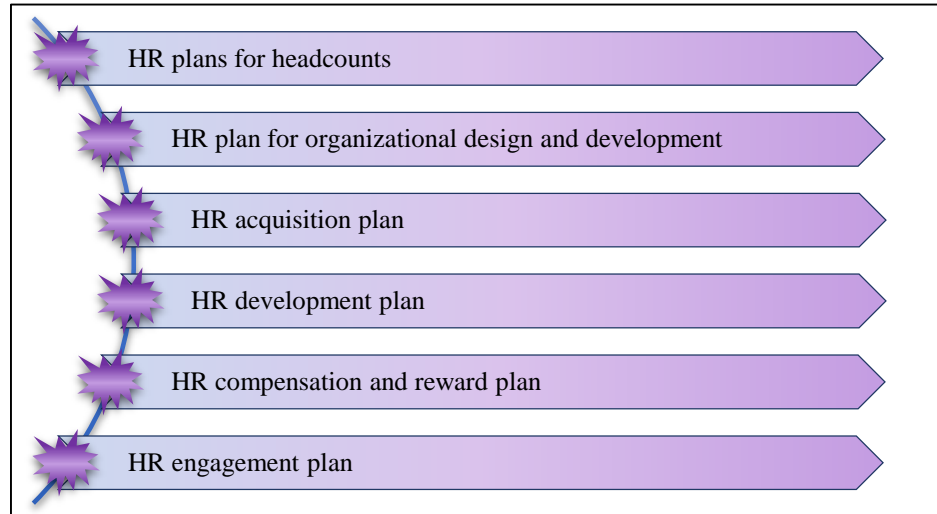 HR plans for headcounts
HR plan for organizational design and development
HR acquisition plan
HR development plan
HR compensation and reward plan
HR engagement plan